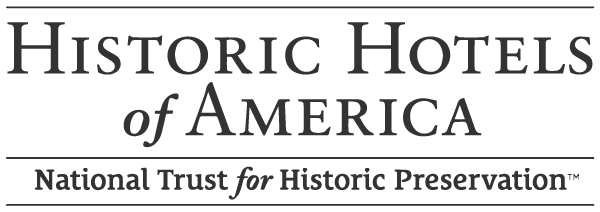 Historic Hotels
of America
National Trust for Historic Preservation™